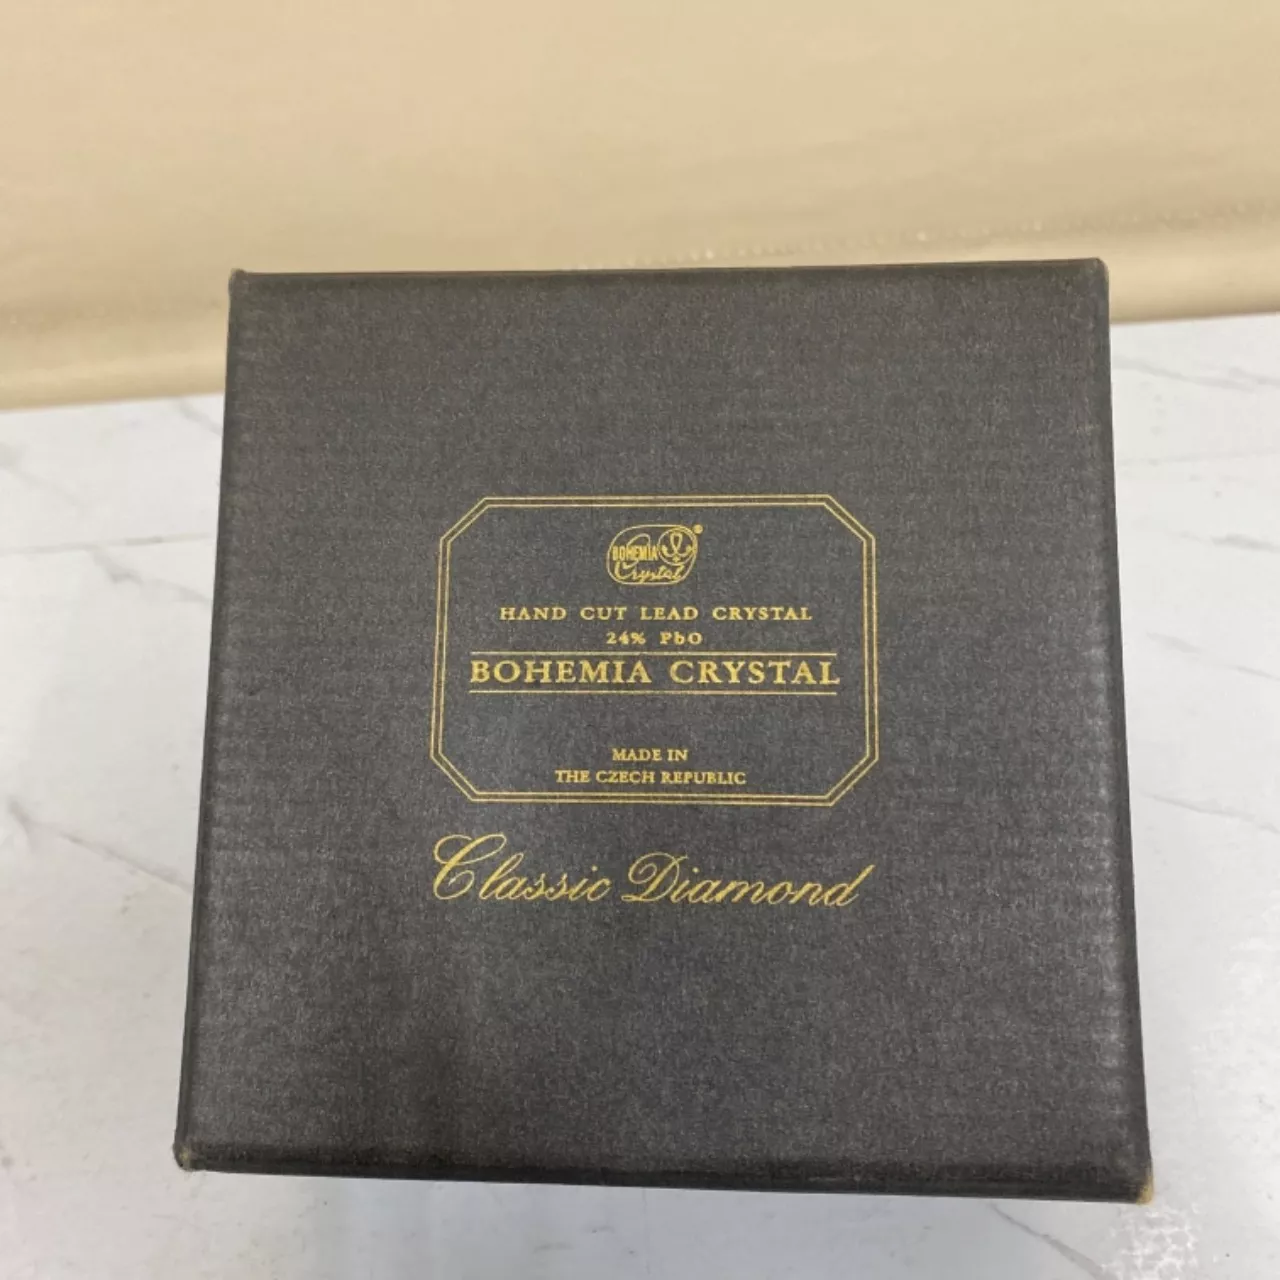 BOHEMIA
Crystal
®
HAND CUT LEAD CRYSTAL
24% PbO
BOHEMIA CRYSTAL
MADE IN
THE CZECH REPUBLIC
Classic Diamond